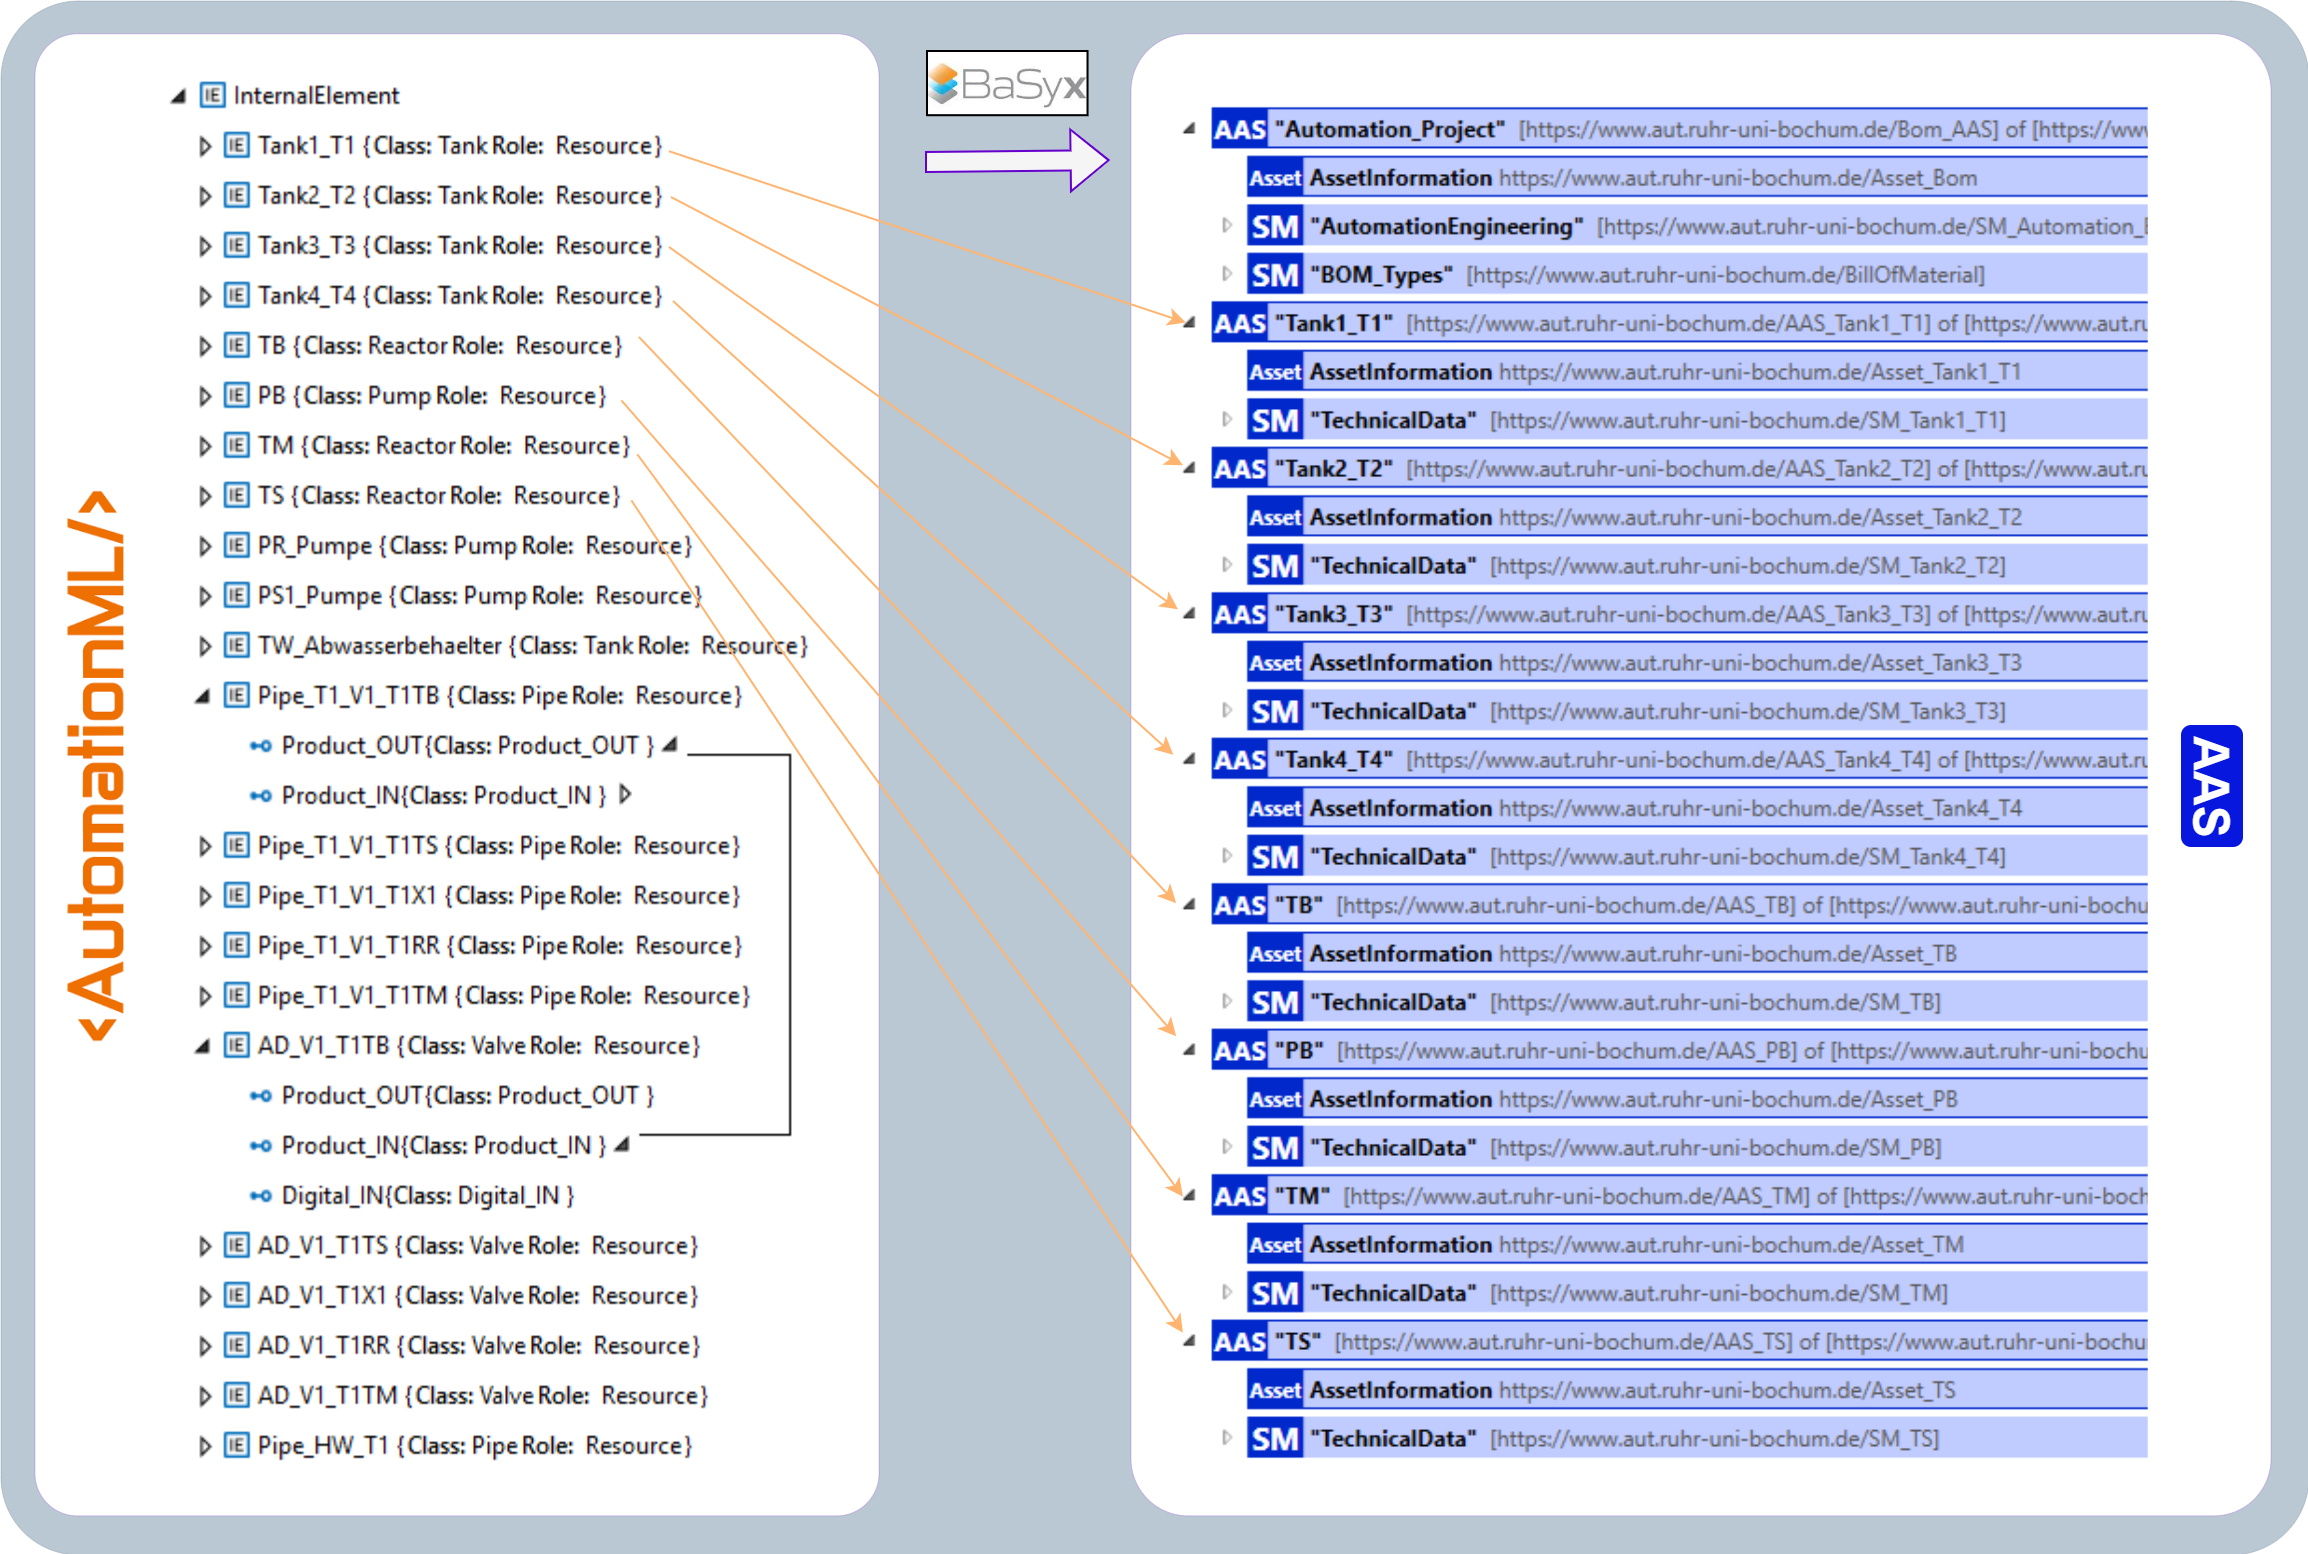 <AutomationML/>
IE InternalElement
IE Tank1_T1 {Class: Tank Role: Resource}
IE Tank2_T2 {Class: Tank Role: Resource}
IE Tank3_T3 {Class: Tank Role: Resource}
IE Tank4_T4 {Class: Tank Role: Resource}
IE TB {Class: Reactor Role: Resource}
IE PB {Class: Pump Role: Resource}
IE TM {Class: Reactor Role: Resource}
IE TS {Class: Reactor Role: Resource}
IE PR_Pumpe {Class: Pump Role: Resource}
IE PS1_Pumpe {Class: Pump Role: Resource}
IE TW_Abwasserbehaelter {Class: Tank Role: Resource}
IE Pipe_T1_V1_T1TB {Class: Pipe Role: Resource}
Product_OUT{Class: Product_OUT }
Product_IN{Class: Product_IN }
IE Pipe_T1_V1_T1TS {Class: Pipe Role: Resource}
IE Pipe_T1_V1_T1X1 {Class: Pipe Role: Resource}
IE Pipe_T1_V1_T1RR {Class: Pipe Role: Resource}
IE Pipe_T1_V1_T1TM {Class: Pipe Role: Resource}
IE AD_V1_T1TB {Class: Valve Role: Resource}
Product_OUT{Class: Product_OUT }
Product_IN{Class: Product_IN }
Digital_IN{Class: Digital_IN }
IE AD_V1_T1TS {Class: Valve Role: Resource}
IE AD_V1_T1X1 {Class: Valve Role: Resource}
IE AD_V1_T1RR {Class: Valve Role: Resource}
IE AD_V1_T1TM {Class: Valve Role: Resource}
IE Pipe_HW_T1 {Class: Pipe Role: Resource}
BaSyx
AAS "Automation_Project" [https://www.aut.ruhr-uni-bochum.de/Bom_AAS] of [https://www
Asset AssetInformation https://www.aut.ruhr-uni-bochum.de/Asset_Bom
SM "AutomationEngineering" [https://www.aut.ruhr-uni-bochum.de/SM_Automation_
SM "BOM_Types" [https://www.aut.ruhr-uni-bochum.de/BillOfMaterial]
AAS "Tank1_T1" [https://www.aut.ruhr-uni-bochum.de/AAS_Tank1_T1] of [https://www.aut.ru
Asset AssetInformation https://www.aut.ruhr-uni-bochum.de/Asset_Tank1_T1
SM "TechnicalData" [https://www.aut.ruhr-uni-bochum.de/SM_Tank1_T1]
AAS "Tank2_T2" [https://www.aut.ruhr-uni-bochum.de/AAS_Tank2_T2] of [https://www.aut.ru
Asset AssetInformation https://www.aut.ruhr-uni-bochum.de/Asset_Tank2_T2
SM "TechnicalData" [https://www.aut.ruhr-uni-bochum.de/SM_Tank2_T2]
AAS "Tank3_T3" [https://www.aut.ruhr-uni-bochum.de/AAS_Tank3_T3] of [https://www.aut.ru
Asset AssetInformation https://www.aut.ruhr-uni-bochum.de/Asset_Tank3_T3
SM "TechnicalData" [https://www.aut.ruhr-uni-bochum.de/SM_Tank3_T3]
AAS "Tank4_T4" [https://www.aut.ruhr-uni-bochum.de/AAS_Tank4_T4] of [https://www.aut.ru
Asset AssetInformation https://www.aut.ruhr-uni-bochum.de/Asset_Tank4_T4
SM "TechnicalData" [https://www.aut.ruhr-uni-bochum.de/SM_Tank4_T4]
AAS "TB" [https://www.aut.ruhr-uni-bochum.de/AAS_TB] of [https://www.aut.ruhr-uni-bochu
Asset AssetInformation https://www.aut.ruhr-uni-bochum.de/Asset_TB
SM "TechnicalData" [https://www.aut.ruhr-uni-bochum.de/SM_TB]
AAS "PB" [https://www.aut.ruhr-uni-bochum.de/AAS_PB] of [https://www.aut.ruhr-uni-bochu
Asset AssetInformation https://www.aut.ruhr-uni-bochum.de/Asset_PB
SM "TechnicalData" [https://www.aut.ruhr-uni-bochum.de/SM_PB]
AAS "TM" [https://www.aut.ruhr-uni-bochum.de/AAS_TM] of [https://www.aut.ruhr-uni-boch
Asset AssetInformation https://www.aut.ruhr-uni-bochum.de/Asset_TM
SM "TechnicalData" [https://www.aut.ruhr-uni-bochum.de/SM_TM]
AAS "TS" [https://www.aut.ruhr-uni-bochum.de/AAS_TS] of [https://www.aut.ruhr-uni-bochu
Asset AssetInformation https://www.aut.ruhr-uni-bochum.de/Asset_TS
SM "TechnicalData" [https://www.aut.ruhr-uni-bochum.de/SM_TS]
AAS